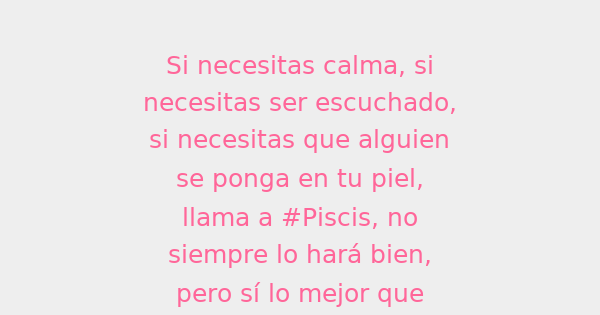 Si necesitas calma, si
necesitas ser escuchado,
si necesitas que alguien
se ponga en tu piel,
llama a #Piscis, no
siempre lo hará bien,
pero sí lo mejor que